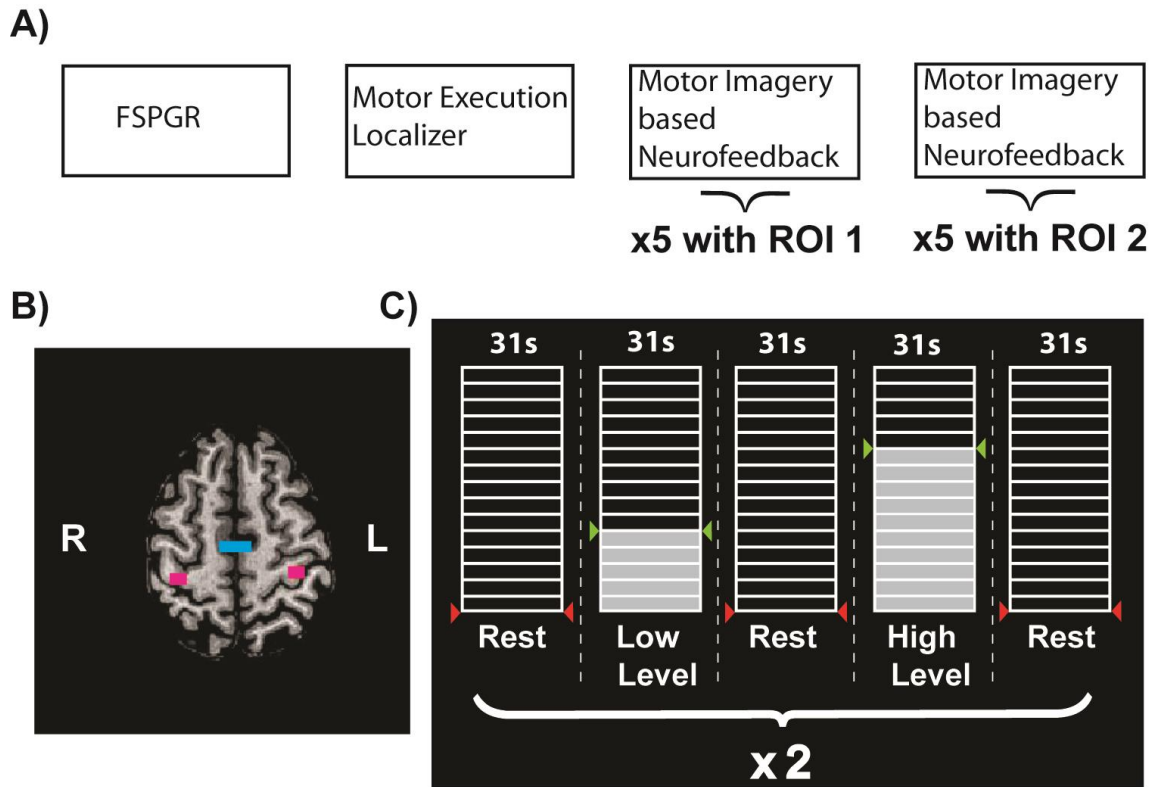 A)
FSPGR
Motor Execution
Localizer
Motor Imagery
based
Neurofeedback
Motor Imagery
based
Neurofeedback
x5 with ROI 1
x5 with ROI 2
B)
R
L
C)
31s
31s
31s
31s
31s
Rest
Low
Level
Rest
High
Level
Rest
x 2